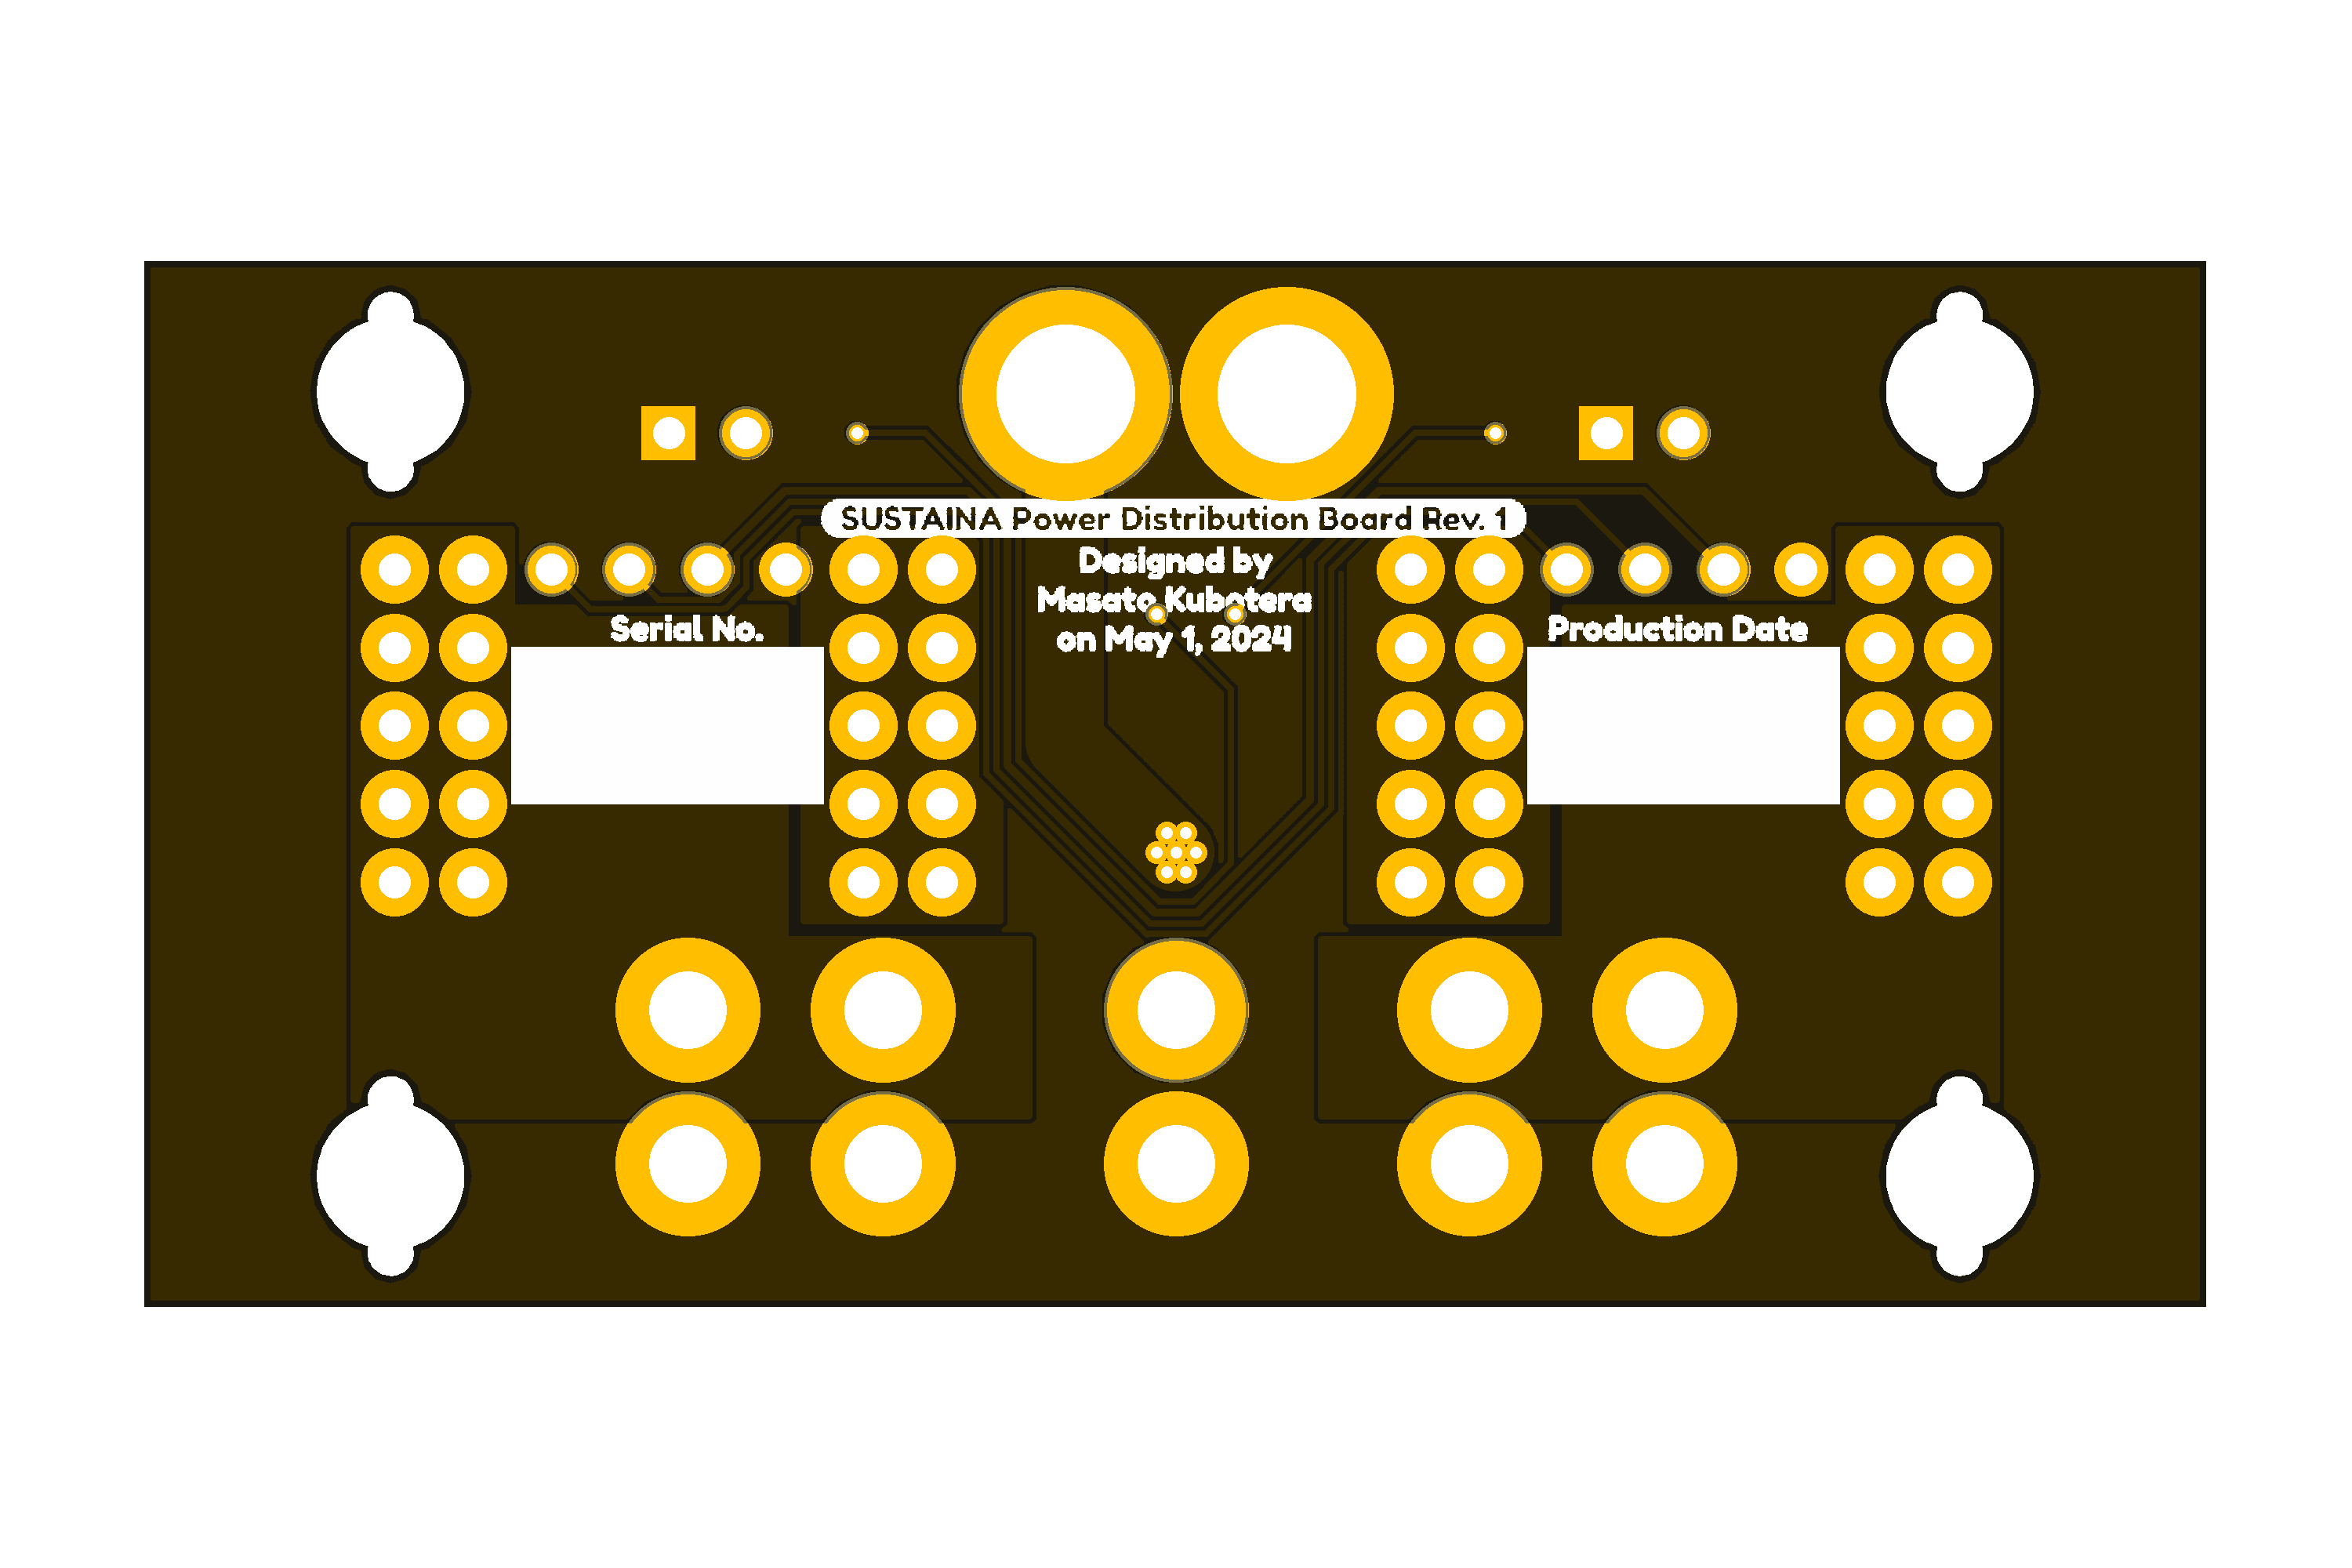 SUSTAINA Power Distribution Board Rev. 1
Designed by
Masato Kubotera
on May 1, 2024
Serial No.
Production Date